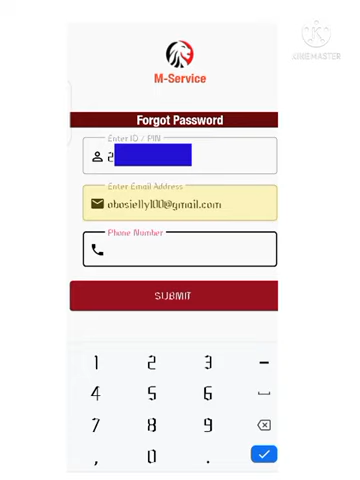 KINEMASTER
M-Service
Forgot Password
Enter ID / PIN
2
Enter Email Address
obosielly100@gmail.com
Phone Number
SUBMIT
1 2 3 -
4 5 6
7 8 9
, 0 .